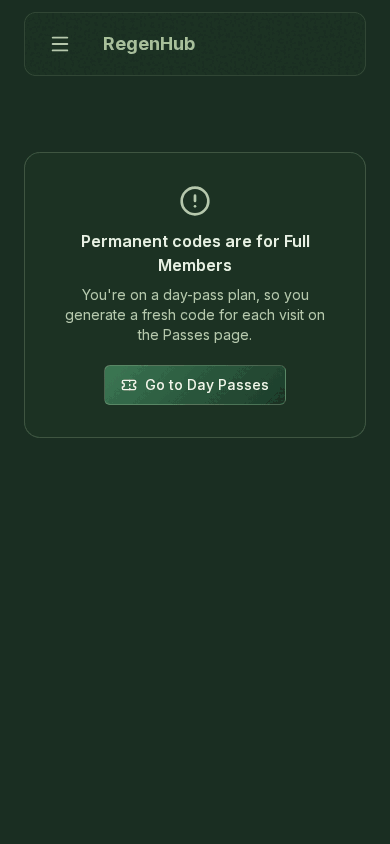 RegenHub
Permanent codes are for Full
Members
You're on a day-pass plan, so you
generate a fresh code for each visit on
the Passes page.
Go to Day Passes